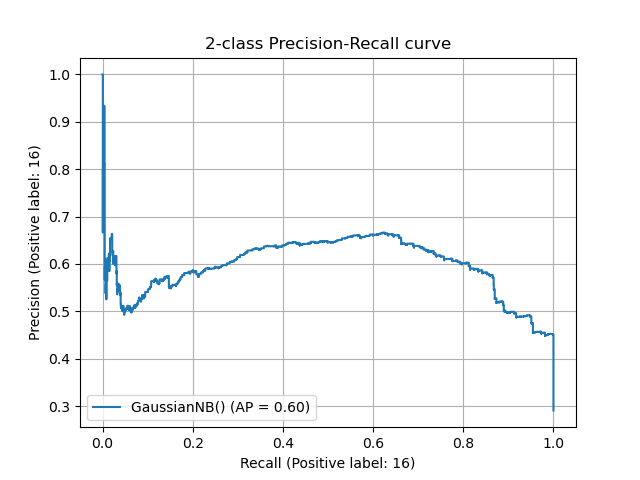 2-class Precision-Recall curve
1.0
0.9
0.8
0.7
0.6
0.5
0.4
0.3
Precision (Positive label: 16)
GaussianNB() (AP = 0.60)
0.0 0.2 0.4 0.6 0.8 1.0
Recall (Positive label: 16)